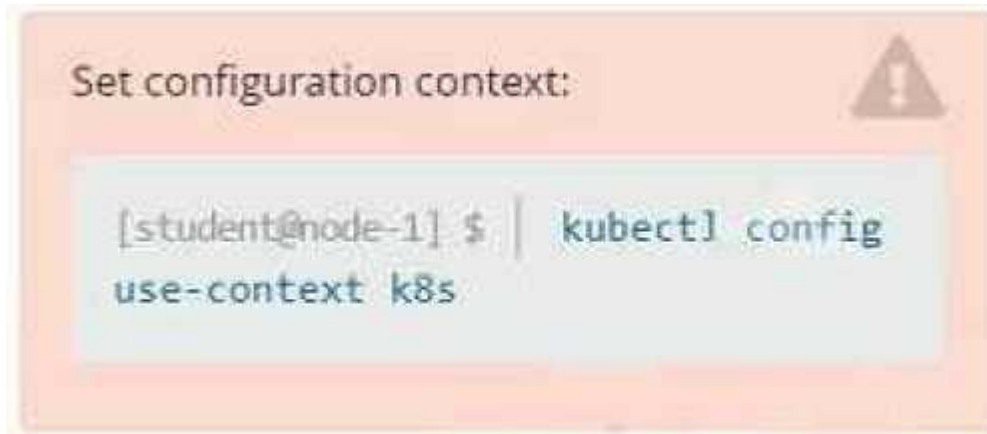 Set configuration context:
[student@node-1] $ | kubectl config
use-context k8s